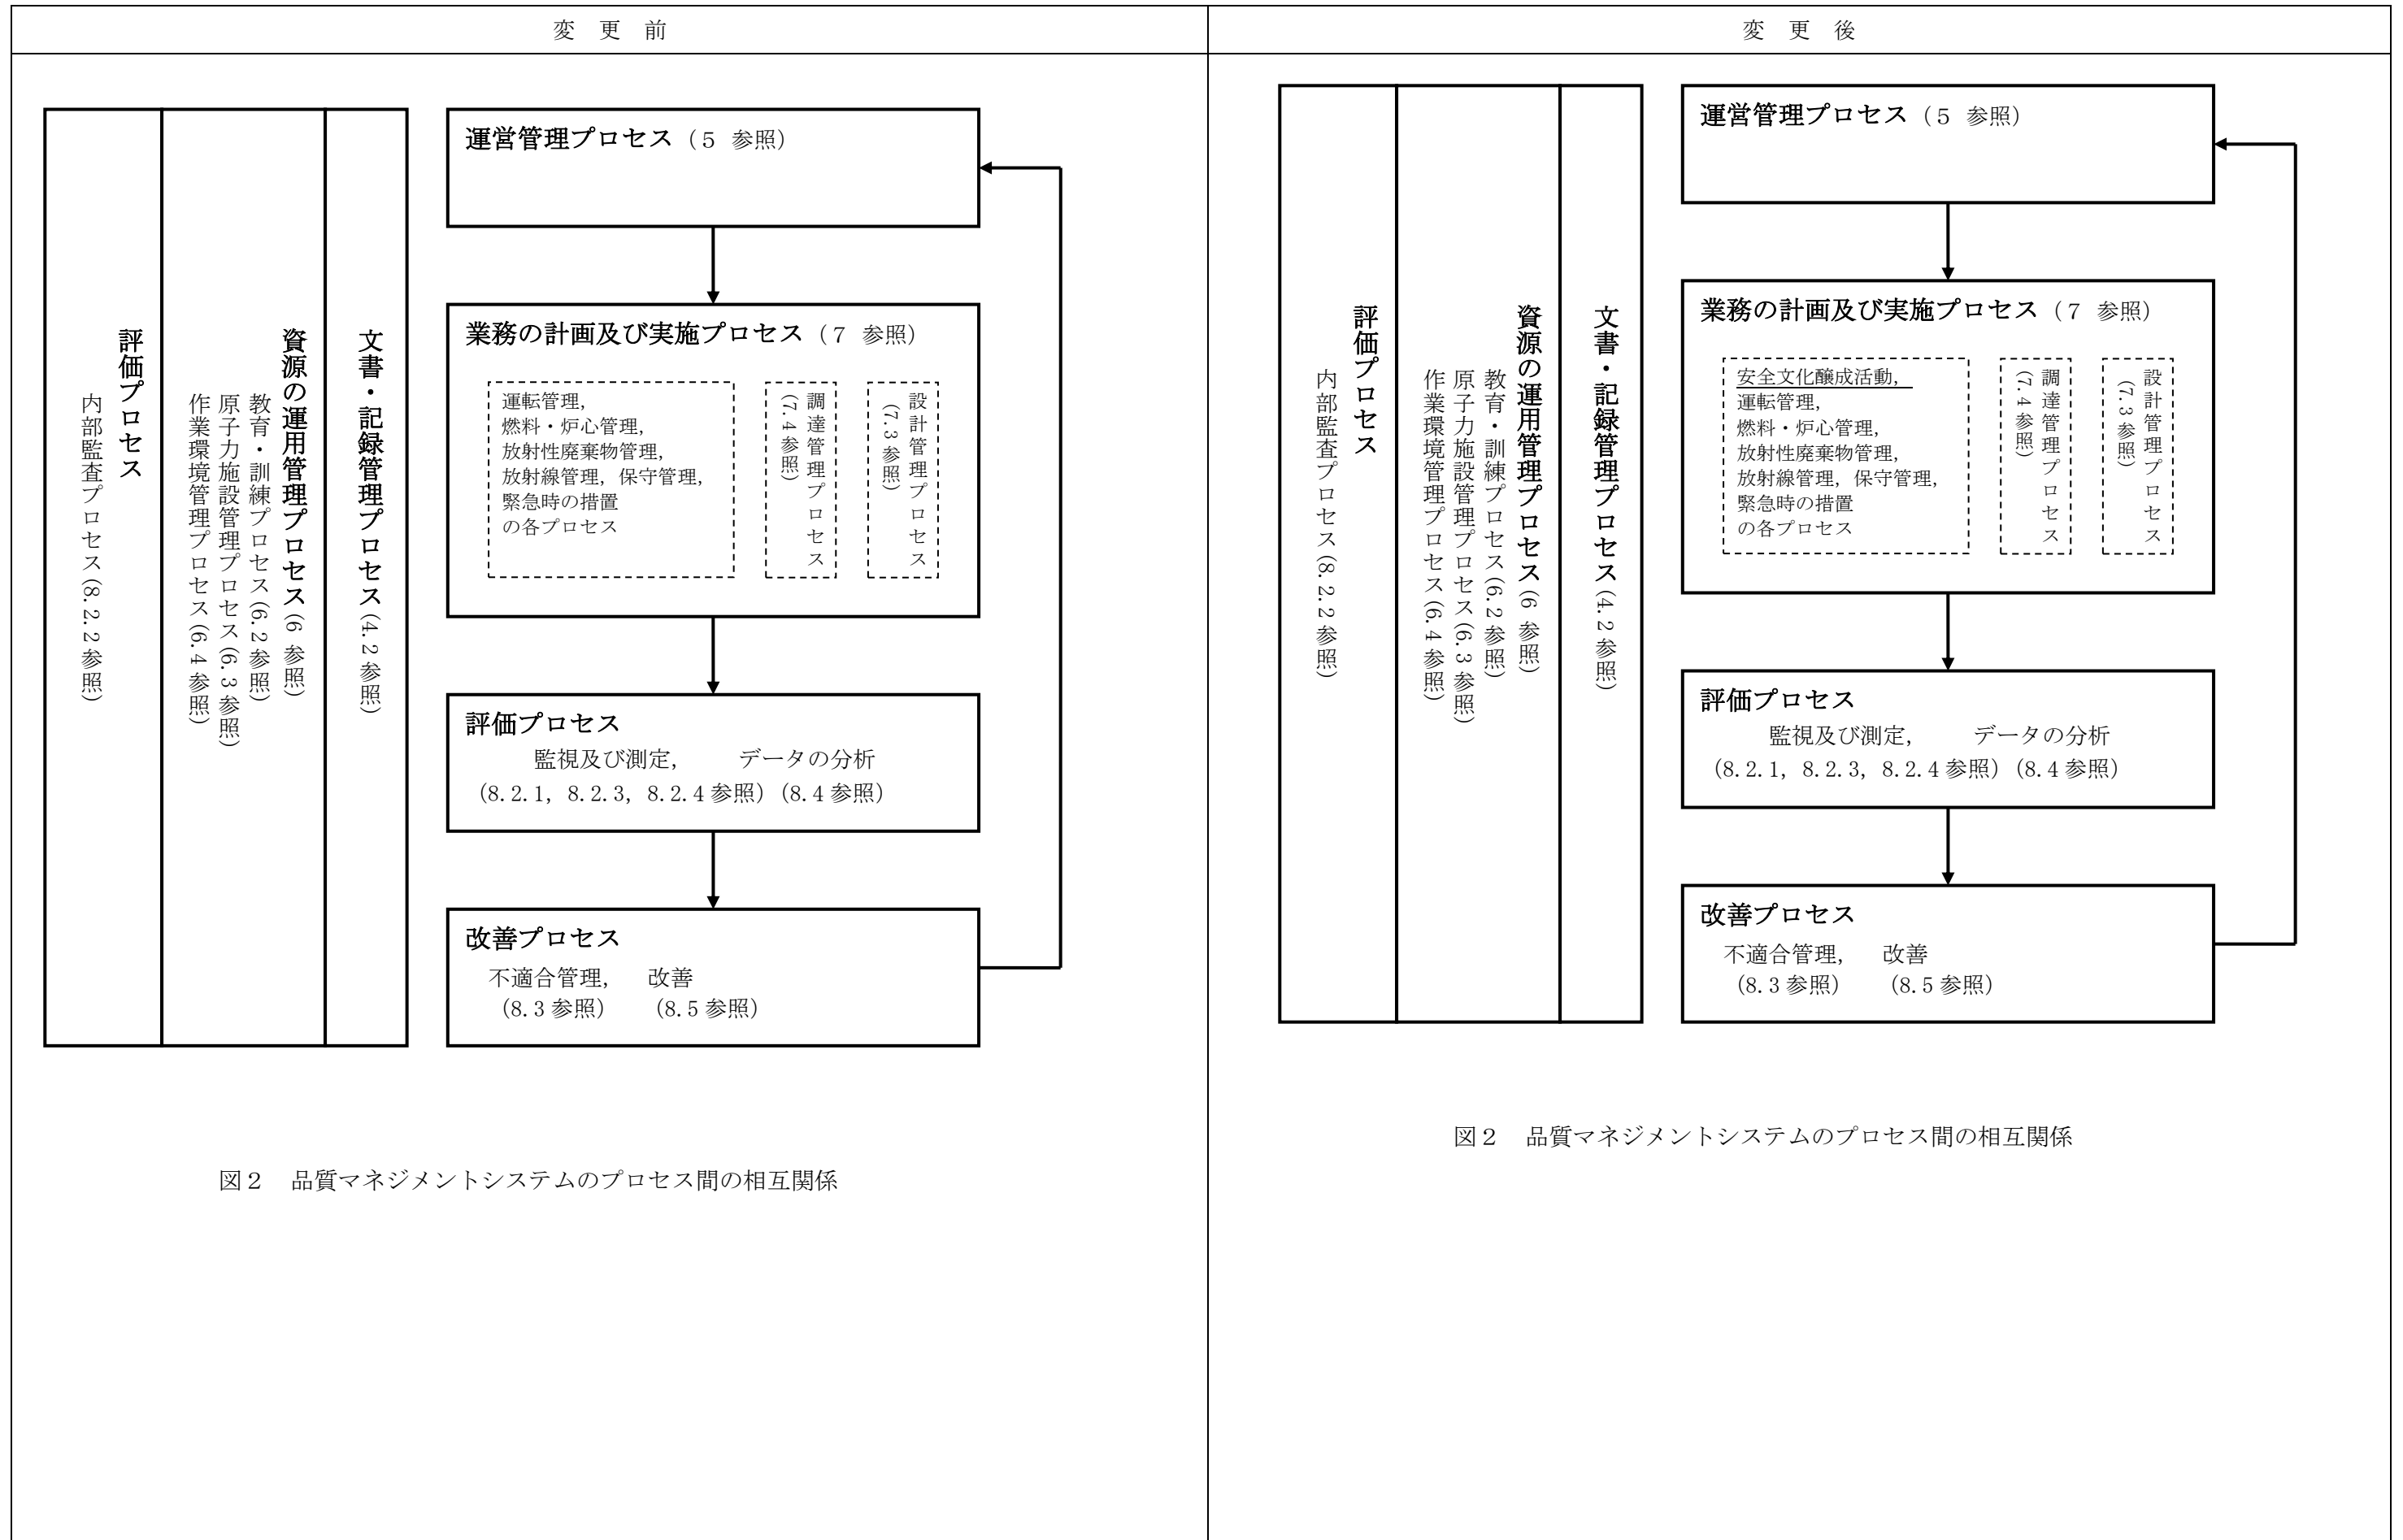 変 更 前
文書・記録管理プロセス(4.2参照)
資源の運用管理プロセス(6 参照)
教育・訓練プロセス(6.2参照)
原子力施設管理プロセス(6.3参照)
作業環境管理プロセス(6.4参照)
評価プロセス
内部監査プロセス(8.2.2参照)
運営管理プロセス（５ 参照）
業務の計画及び実施プロセス（７ 参照）
運転管理，
燃料・炉心管理，
放射性廃棄物管理，
放射線管理，保守管理，
緊急時の措置
の各プロセス
調達管理プロセス
(7.4参照)
設計管理プロセス
(7.3参照)
評価プロセス
監視及び測定， データの分析
(8.2.1, 8.2.3, 8.2.4参照) (8.4参照)
改善プロセス
不適合管理， 改善
(8.3参照) (8.5参照)
図２ 品質マネジメントシステムのプロセス間の相互関係
変 更 後
文書・記録管理プロセス(4.2参照)
資源の運用管理プロセス(6 参照)
教育・訓練プロセス(6.2参照)
原子力施設管理プロセス(6.3参照)
作業環境管理プロセス(6.4参照)
評価プロセス
内部監査プロセス(8.2.2参照)
運営管理プロセス（５ 参照）
業務の計画及び実施プロセス（７ 参照）
安全文化醸成活動，
運転管理，
燃料・炉心管理，
放射性廃棄物管理，
放射線管理，保守管理，
緊急時の措置
の各プロセス
調達管理プロセス
(7.4参照)
設計管理プロセス
(7.3参照)
評価プロセス
監視及び測定， データの分析
(8.2.1, 8.2.3, 8.2.4参照) (8.4参照)
改善プロセス
不適合管理， 改善
(8.3参照) (8.5参照)
図２ 品質マネジメントシステムのプロセス間の相互関係